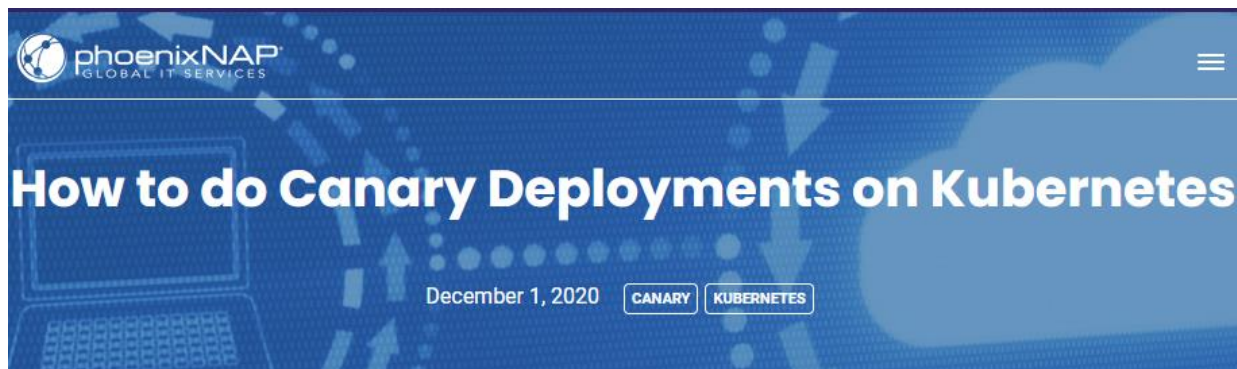 phoenixNAP
GLOBAL IT SERVICES
How to do Canary Deployments on Kubernetes
December 1, 2020 CANARY KUBERNETES